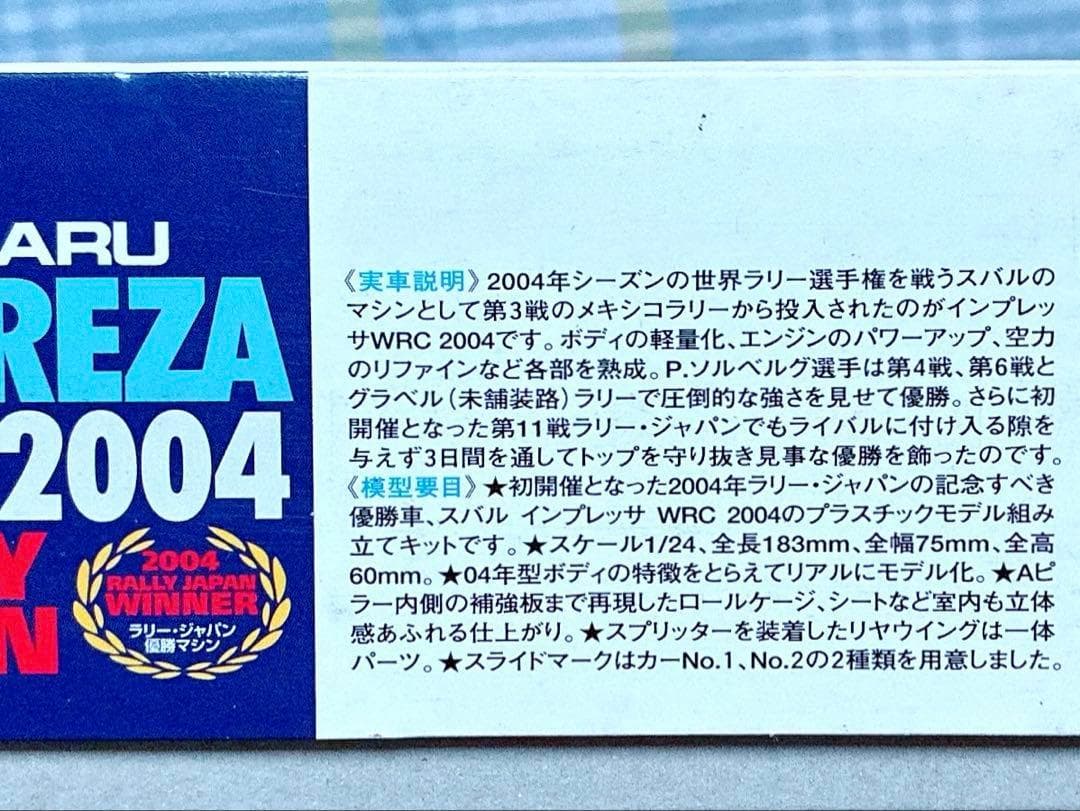 ARU
REZA
2004
Y
N
2004
RALLY JAPAN
WINNER
ラリー・ジャパン
優勝マシン
《実車説明》2004年シーズンの世界ラリー選手権を戦うスバルの
マシンとして第3戦のメキシコラリーから投入されたのがインプレッ
サWRC 2004です。ボディの軽量化、エンジンのパワーアップ、空力
のリファインなど各部を熟成。P.ソルベルグ選手は第4戦、第6戦と
グラベル(未舗装路)ラリーで圧倒的な強さを見せて優勝。さらに初
開催となった第11戦ラリー・ジャパンでもライバルに付け入る隙を
与えず3日間を通してトップを守り抜き見事な優勝を飾ったのです。
《模型要目》★初開催となった2004年ラリー・ジャパンの記念すべき
優勝車、スバル インプレッサ WRC 2004のプラスチックモデル組み
立てキットです。★スケール1/24、全長183mm、全幅75mm、全高
60mm。★04年型ボディの特徴をとらえてリアルにモデル化。★Aピ
ラー内側の補強板まで再現したロールケージ、シートなど室内も立体
感あふれる仕上がり。★スプリッターを装着したリヤウイングは一体
パーツ。★スライドマークはカーNo.1、No.2の2種類を用意しました。